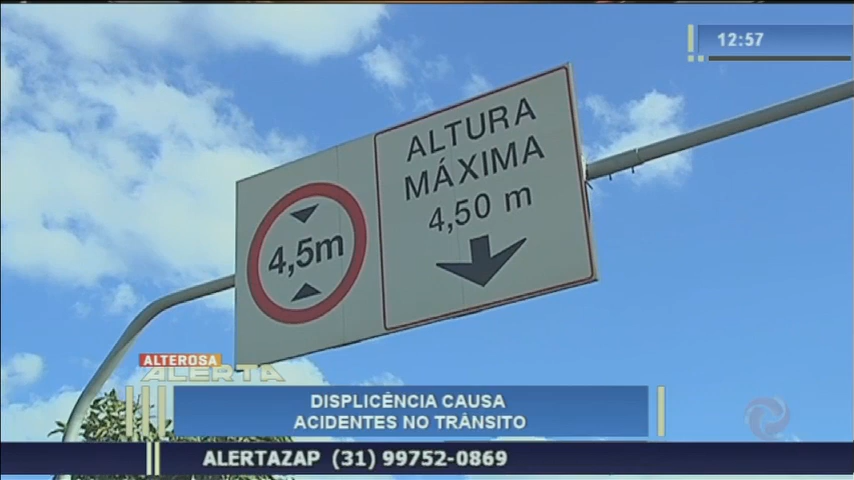 12:57
4,5m
ALTURA
MÁXIMA
4,50 m
ALTEROSA
ALERTA
DISPLICÊNCIA CAUSA
ACIDENTES NO TRÂNSITO
ALERTAZAP (31) 99752-0869